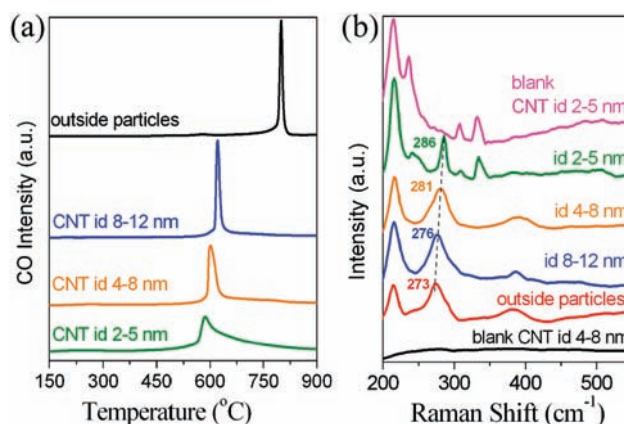 (a)
CO Intensity (a.u.)
outside particles
CNT id 8-12 nm
CNT id 4-8 nm
CNT id 2-5 nm
150 300 450 600 750 900
Temperature (°C)
(b)
Intensity (a.u.)
blank
CNT id 2-5 nm
286
id 2-5 nm
281
id 4-8 nm
276
id 8-12 nm
273
outside particles
blank CNT id 4-8 nm
200 300 400 500
Raman Shift (cm⁻¹)